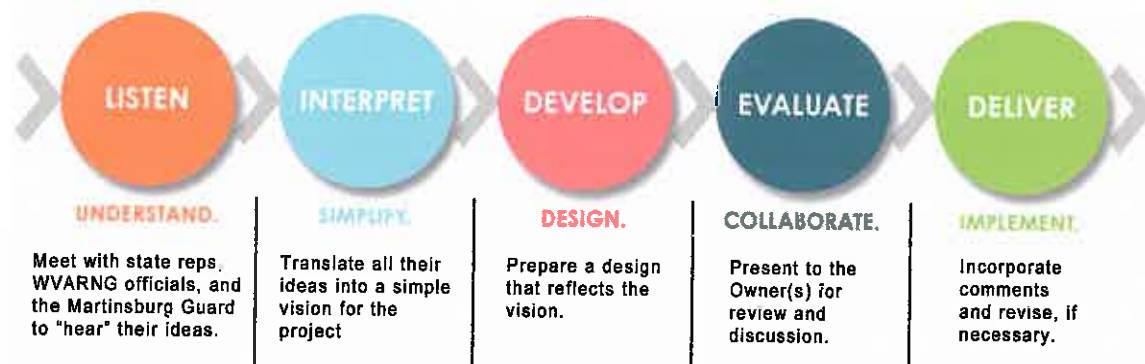 LISTEN
INTERPRET
DEVELOP
EVALUATE
DELIVER
UNDERSTAND.
SIMPLIFY.
DESIGN.
COLLABORATE.
IMPLEMENT.
Meet with state reps,
WVARNG officials, and
the Martinsburg Guard
to "hear" their ideas.
Translate all their
ideas into a simple
vision for the
project
Prepare a design
that reflects the
vision.
Present to the
Owner(s) for
review and
discussion.
Incorporate
comments
and revise, if
necessary.